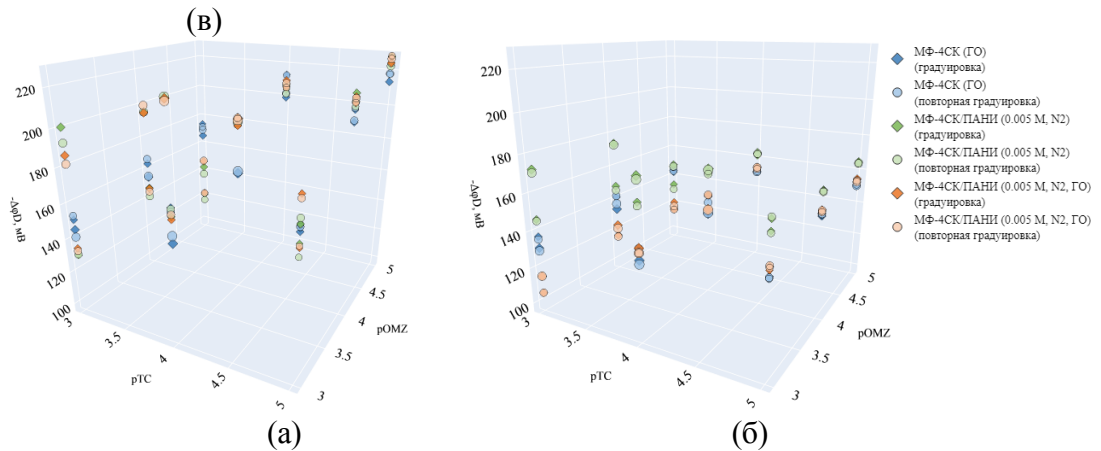 (в)
220
200
180
160
140
120
100
-ΔφD, мВ
3
3.5
4
4.5
5
pTC
3
3.5
4
4.5
5
pOMZ
(а)
220
200
180
160
140
120
100
-ΔφD, мВ
3
3.5
4
4.5
5
pTC
3
3.5
4
4.5
5
pOMZ
(б)
МФ-4СК (ГО)
(градуировка)
МФ-4СК (ГО)
(повторная градуировка)
МФ-4СК/ПАНИ (0.005 М, N2)
(градуировка)
МФ-4СК/ПАНИ (0.005 М, N2)
(повторная градуировка)
МФ-4СК/ПАНИ (0.005 М, N2, ГО)
(градуировка)
МФ-4СК/ПАНИ (0.005 М, N2, ГО)
(повторная градуировка)